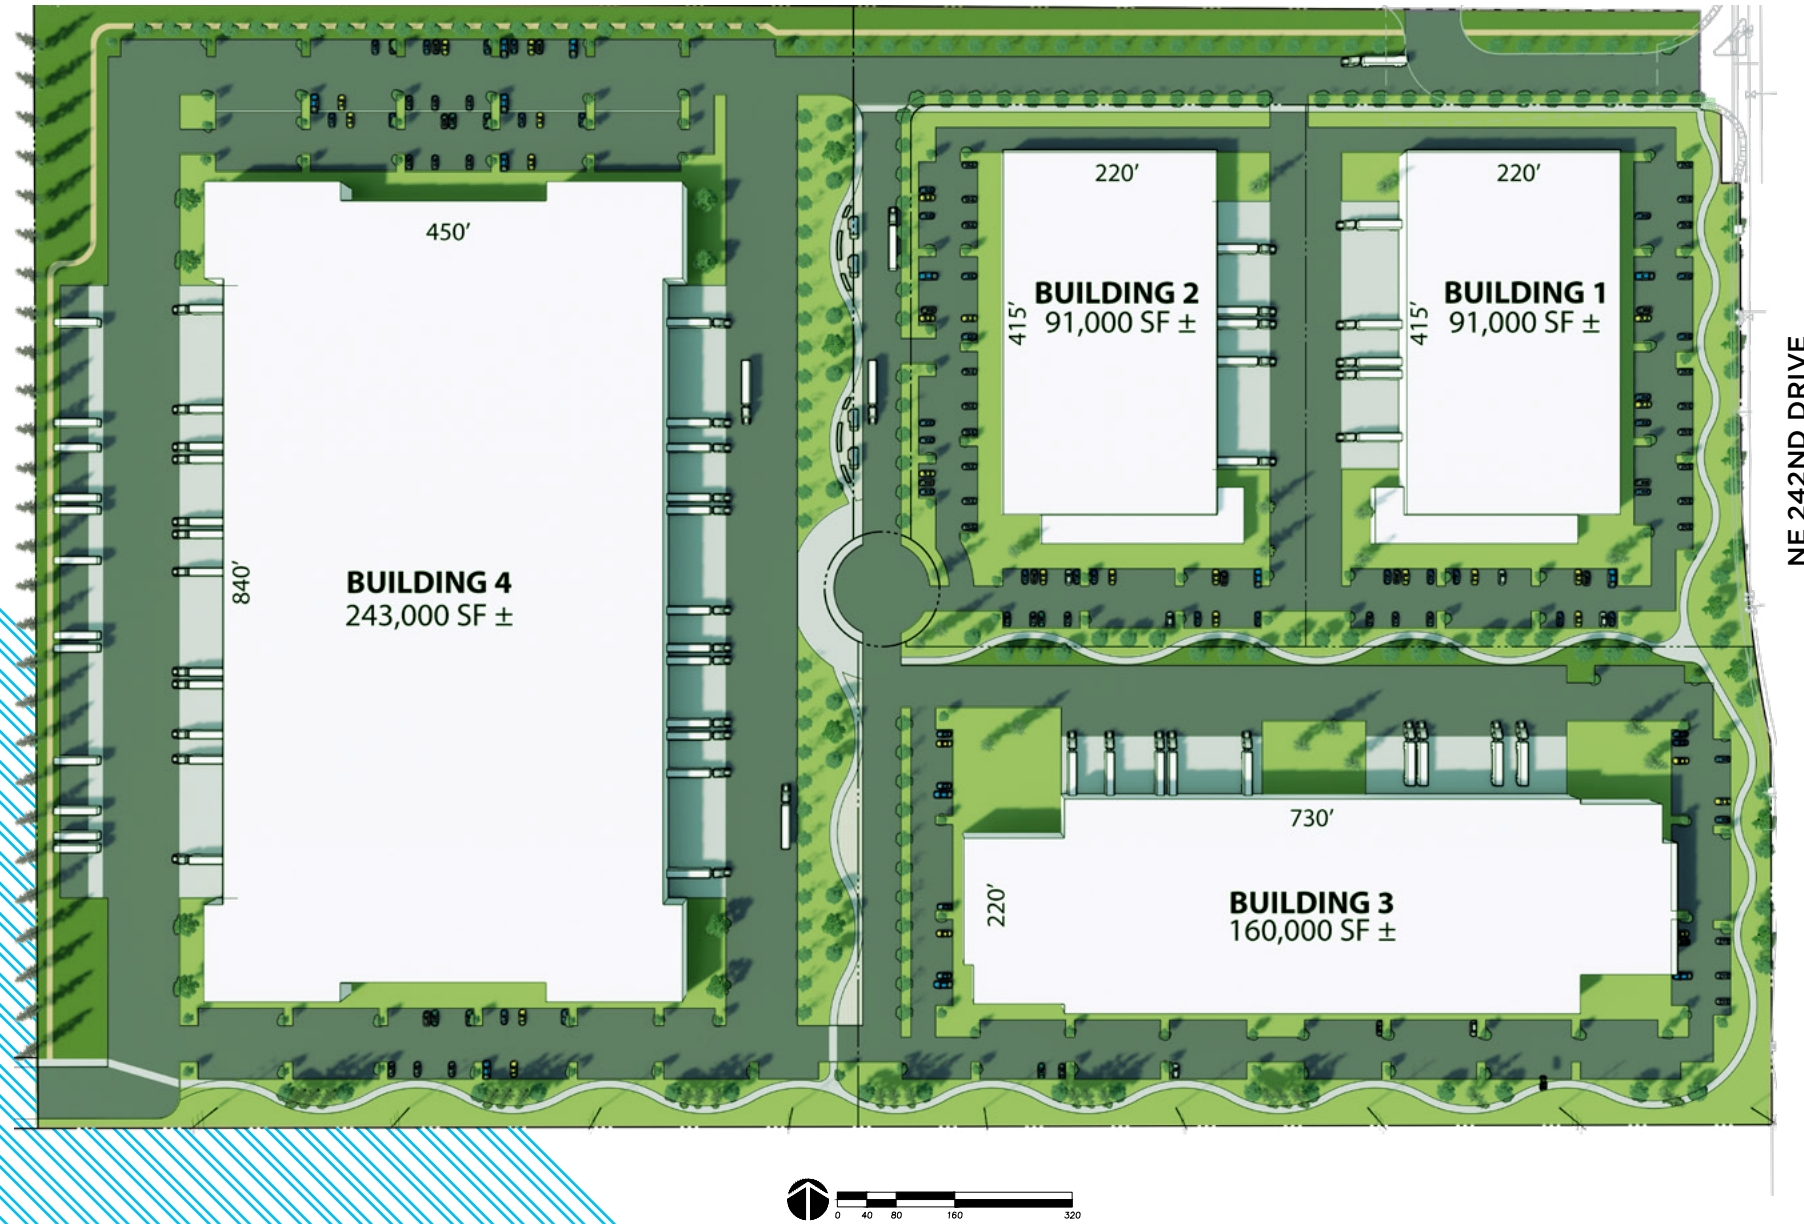 450'
840'
BUILDING 4
243,000 SF ±
220'
415'
BUILDING 2
91,000 SF ±
220'
415'
BUILDING 1
91,000 SF ±
NE 242ND DRIVE
730'
220'
BUILDING 3
160,000 SF ±
0 40 80 160 320